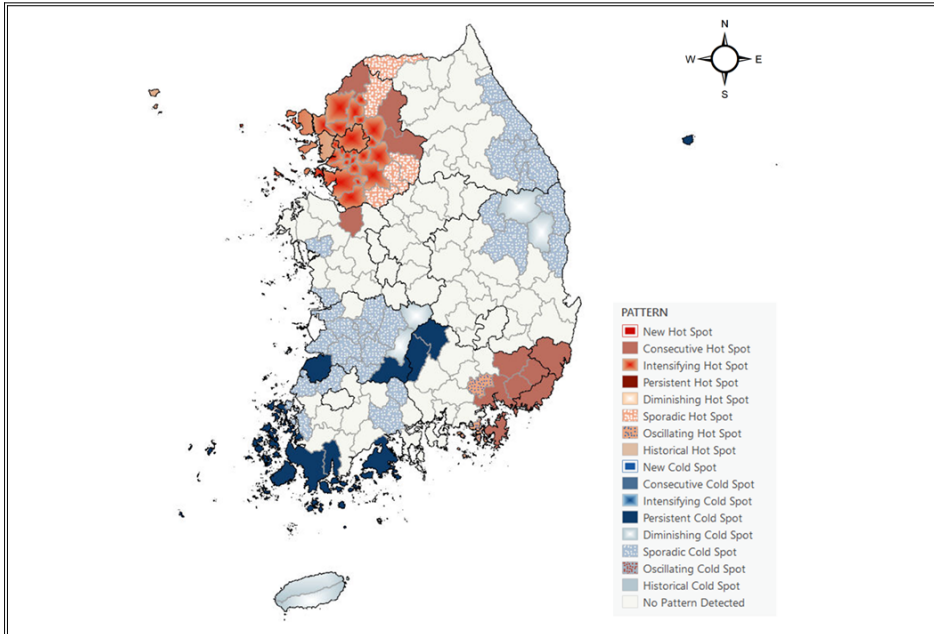 N
W E
S
PATTERN
New Hot Spot
Consecutive Hot Spot
Intensifying Hot Spot
Persistent Hot Spot
Diminishing Hot Spot
Sporadic Hot Spot
Oscillating Hot Spot
Historical Hot Spot
New Cold Spot
Consecutive Cold Spot
Intensifying Cold Spot
Persistent Cold Spot
Diminishing Cold Spot
Sporadic Cold Spot
Oscillating Cold Spot
Historical Cold Spot
No Pattern Detected